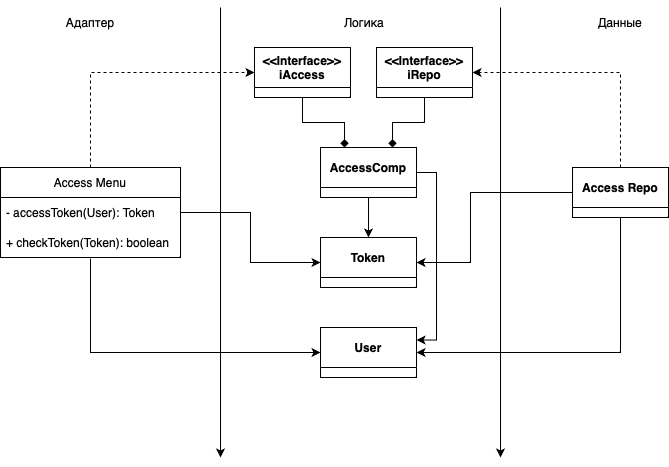 Адаптер
Логика
Данные
<<Interface>>
iAccess
<<Interface>>
iRepo
AccessComp
Access Menu
- accessToken(User): Token
+ checkToken(Token): boolean
Access Repo
Token
User